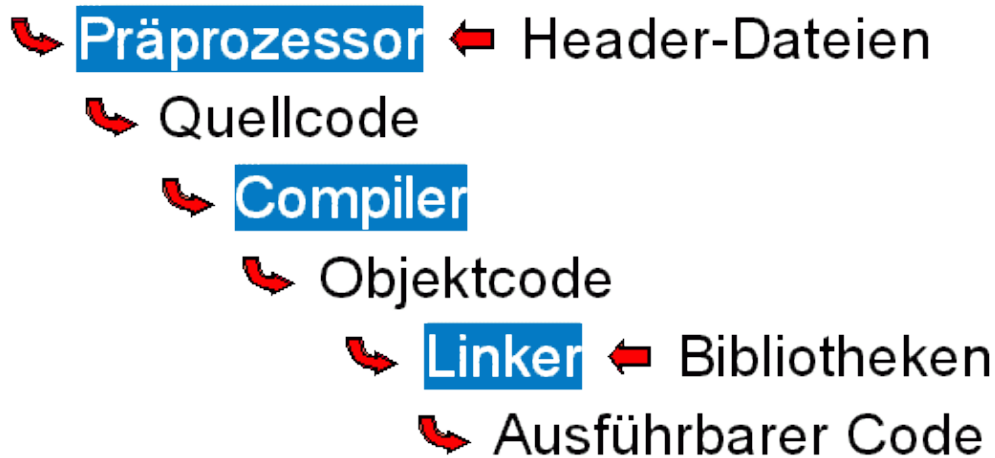 Präprozessor Header-Dateien
Quellcode
Compiler
Objektcode
Linker Bibliotheken
Ausführbarer Code